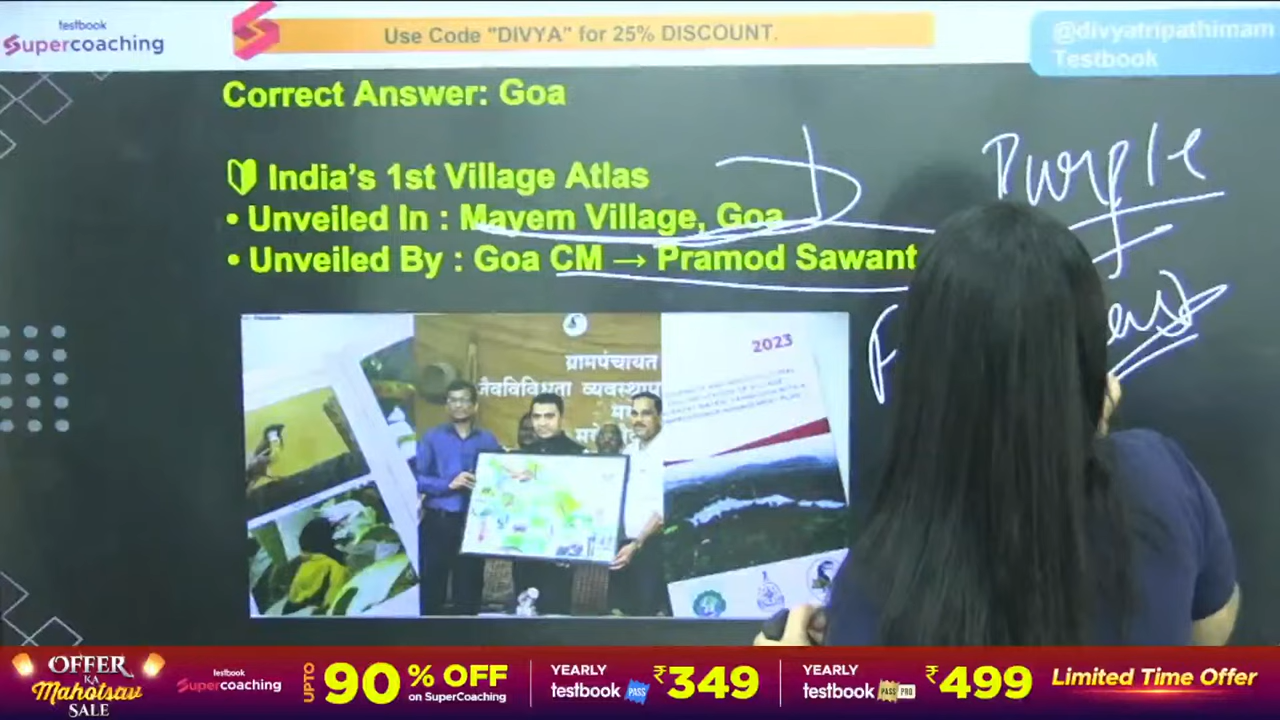 testbook
Supercoaching
Use Code "DIVYA" for 25% DISCOUNT.
@divyatripathimam
Testbook
Correct Answer: Goa
India's 1st Village Atlas
• Unveiled In : Mayem Village, Goa
• Unveiled By : Goa CM → Pramod Sawant
Purple
ग्रामपंचायत
जैवविविधता व्यवस्थाप
2023
OFFER
KA
Mahotsav
SALE
testbook
Supercoaching
UPTO
90% OFF
on SuperCoaching
YEARLY
testbook PASS
₹349
YEARLY
testbook PASS PRO
₹499
Limited Time Offer